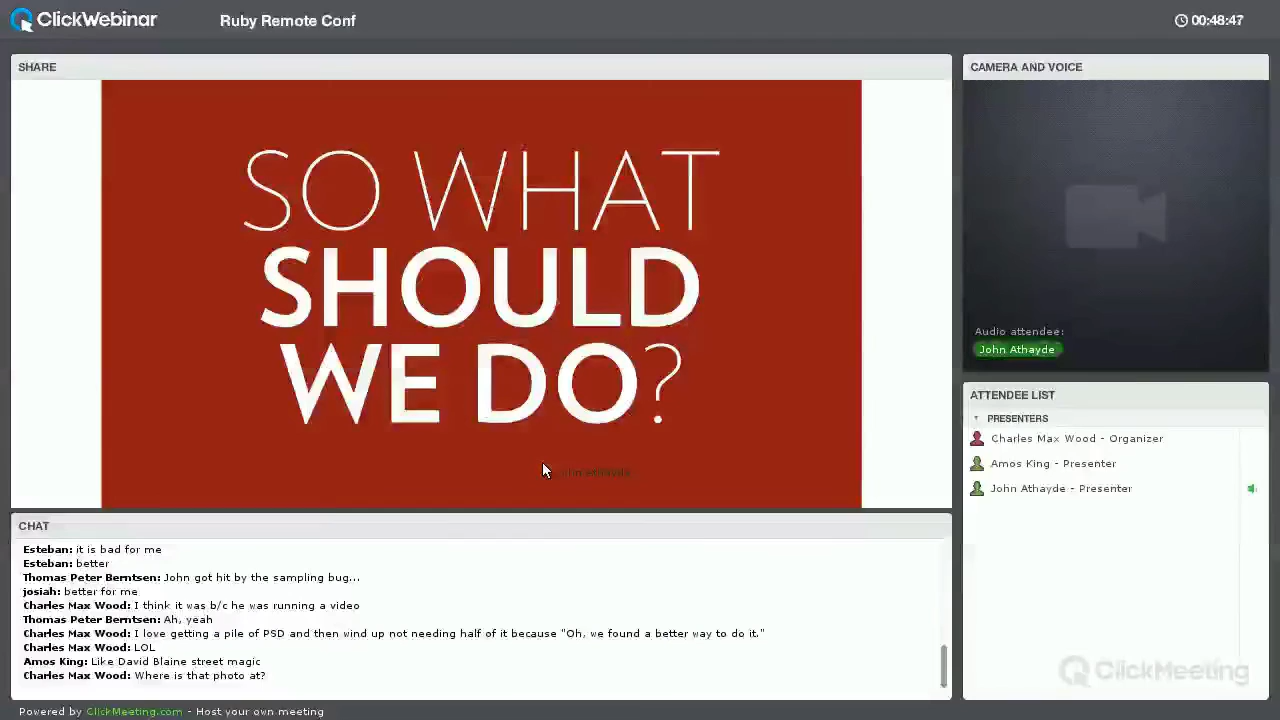 ClickWebinar
Ruby Remote Conf
00:48:47
SHARE
SO WHAT
SHOULD
WE DO?
John Athayde
CAMERA AND VOICE
Audio attendee:
John Athayde
ATTENDEE LIST
PRESENTERS
Charles Max Wood - Organizer
Amos King - Presenter
John Athayde - Presenter
CHAT
Esteban: it is bad for me
Esteban: better
Thomas Peter Berntsen: John got hit by the sampling bug...
josiah: better for me
Charles Max Wood: I think it was b/c he was running a video
Thomas Peter Berntsen: Ah, yeah
Charles Max Wood: I love getting a pile of PSD and then wind up not needing half of it because "Oh, we found a better way to do it."
Charles Max Wood: LOL
Amos King: Like David Blaine street magic
Charles Max Wood: Where is that photo at?
ClickMeeting
Powered by ClickMeeting.com - Host your own meeting